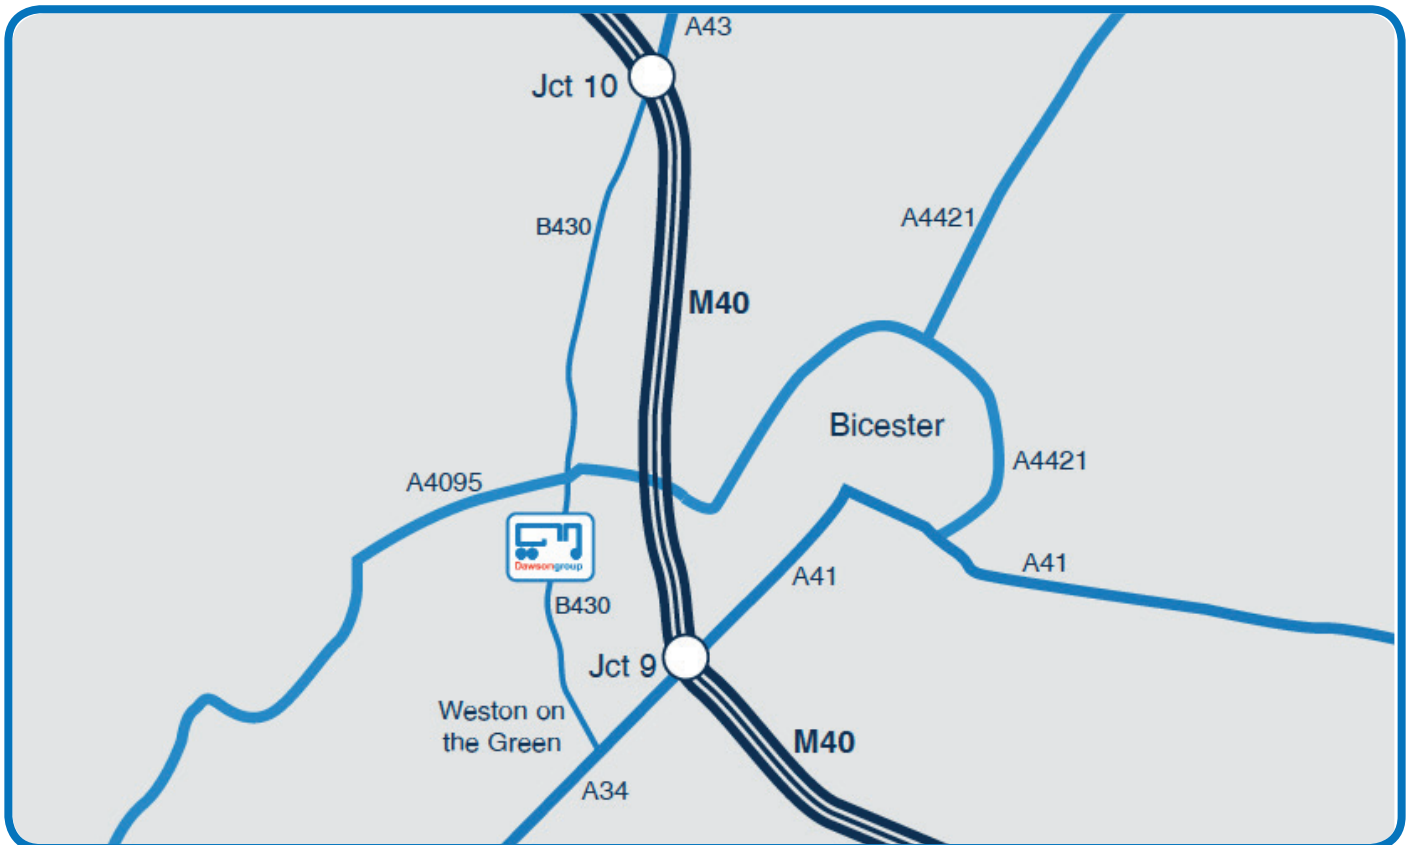 A43
Jct 10
A4421
B430
M40
Bicester
A4421
A4095
Dawsongroup
A41
A41
B430
Jct 9
Weston on
the Green
M40
A34